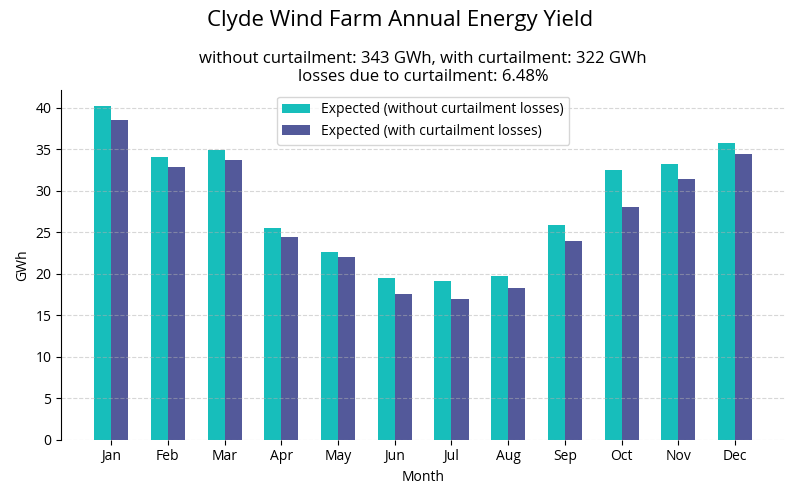 Clyde Wind Farm Annual Energy Yield
without curtailment: 343 GWh, with curtailment: 322 GWh
losses due to curtailment: 6.48%
Expected (without curtailment losses)
Expected (with curtailment losses)
GWh
40
35
30
25
20
15
10
5
0
Jan Feb Mar Apr May Jun Jul Aug Sep Oct Nov Dec
Month